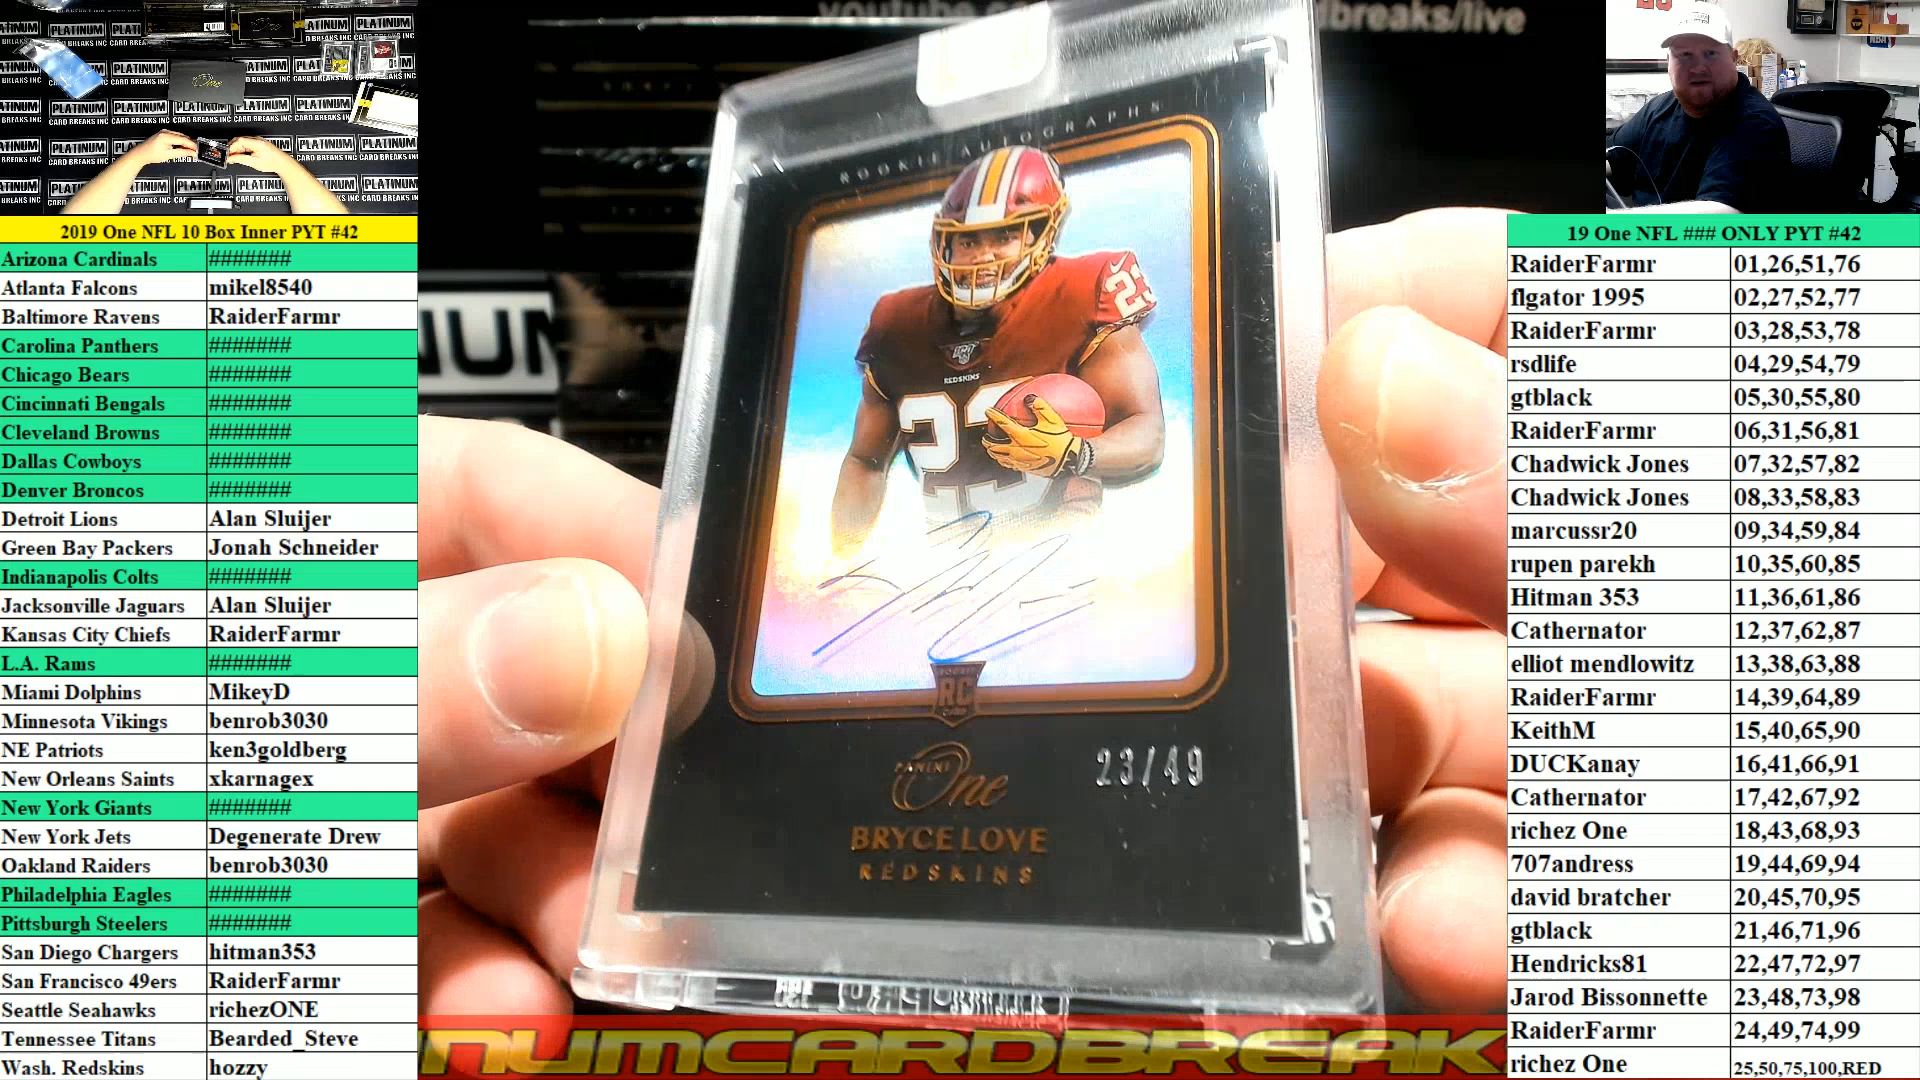 youtube
dbreaks/live
PLATINUM
CARD BREAKS INC
2019 One NFL 10 Box Inner PYT #42
Arizona Cardinals #######
Atlanta Falcons mikel8540
Baltimore Ravens RaiderFarmr
Carolina Panthers #######
Chicago Bears #######
Cincinnati Bengals #######
Cleveland Browns #######
Dallas Cowboys #######
Denver Broncos #######
Detroit Lions Alan Sluijer
Green Bay Packers Jonah Schneider
Indianapolis Colts #######
Jacksonville Jaguars Alan Sluijer
Kansas City Chiefs RaiderFarmr
L.A. Rams #######
Miami Dolphins MikeyD
Minnesota Vikings benrob3030
NE Patriots ken3goldberg
New Orleans Saints xkarnagex
New York Giants #######
New York Jets Degenerate Drew
Oakland Raiders benrob3030
Philadelphia Eagles #######
Pittsburgh Steelers #######
San Diego Chargers hitman353
San Francisco 49ers RaiderFarmr
Seattle Seahawks richezONE
Tennessee Titans Bearded_Steve
Wash. Redskins hozzy
ROOKIE AUTOGRAPHS
23
REDSKINS
23
RC
23/49
PANINI
One
BRYCE LOVE
REDSKINS
NUMCARDBREAK
19 One NFL ### ONLY PYT #42
RaiderFarmr 01,26,51,76
flgator 1995 02,27,52,77
RaiderFarmr 03,28,53,78
rsdlife 04,29,54,79
gtblack 05,30,55,80
RaiderFarmr 06,31,56,81
Chadwick Jones 07,32,57,82
Chadwick Jones 08,33,58,83
marcussr20 09,34,59,84
rupen parekh 10,35,60,85
Hitman 353 11,36,61,86
Cathernator 12,37,62,87
elliot mendlowitz 13,38,63,88
RaiderFarmr 14,39,64,89
KeithM 15,40,65,90
DUCKanay 16,41,66,91
Cathernator 17,42,67,92
richez One 18,43,68,93
707andress 19,44,69,94
david bratcher 20,45,70,95
gtblack 21,46,71,96
Hendricks81 22,47,72,97
Jarod Bissonnette 23,48,73,98
RaiderFarmr 24,49,74,99
richez One 25,50,75,100,RED